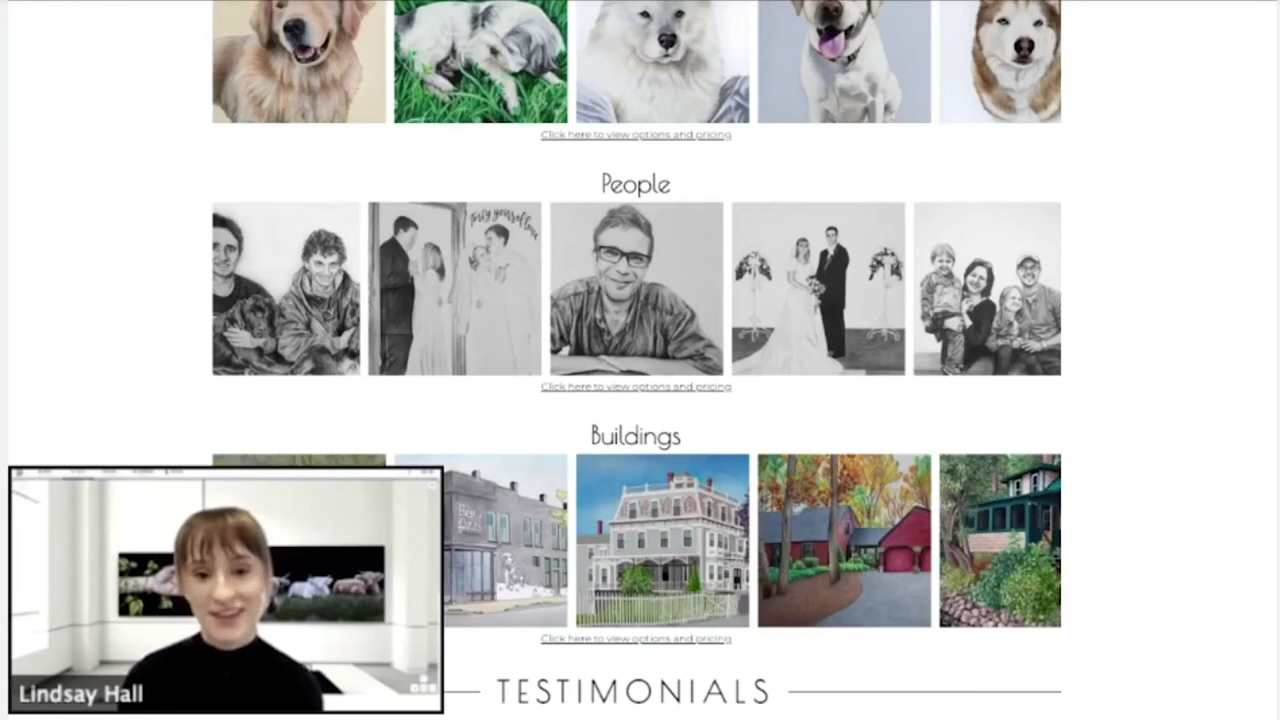 Click here to view options and pricing
People
Forty years of love
Click here to view options and pricing
Buildings
Click here to view options and pricing
Lindsay Hall
TESTIMONIALS